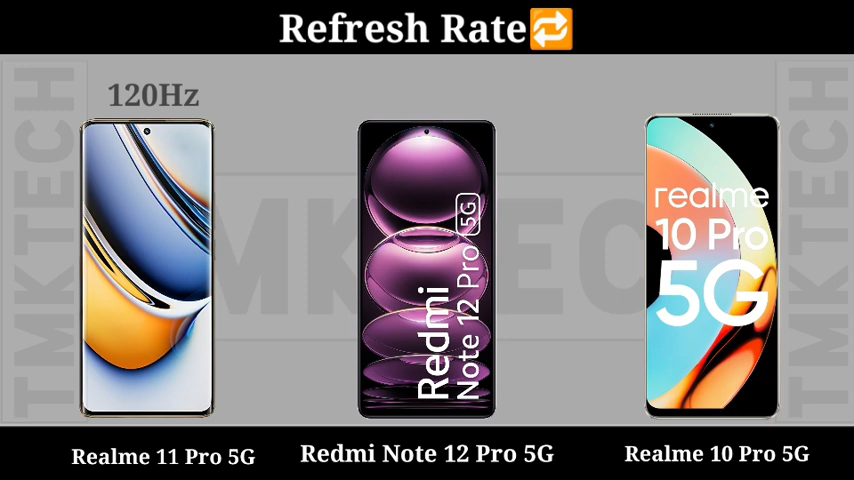 Refresh Rate🔁
120Hz
TMKTECH
TMKTECH
TMKTECH
Redmi
Note 12 Pro 5G
realme
10 Pro
5G
Realme 11 Pro 5G
Redmi Note 12 Pro 5G
Realme 10 Pro 5G